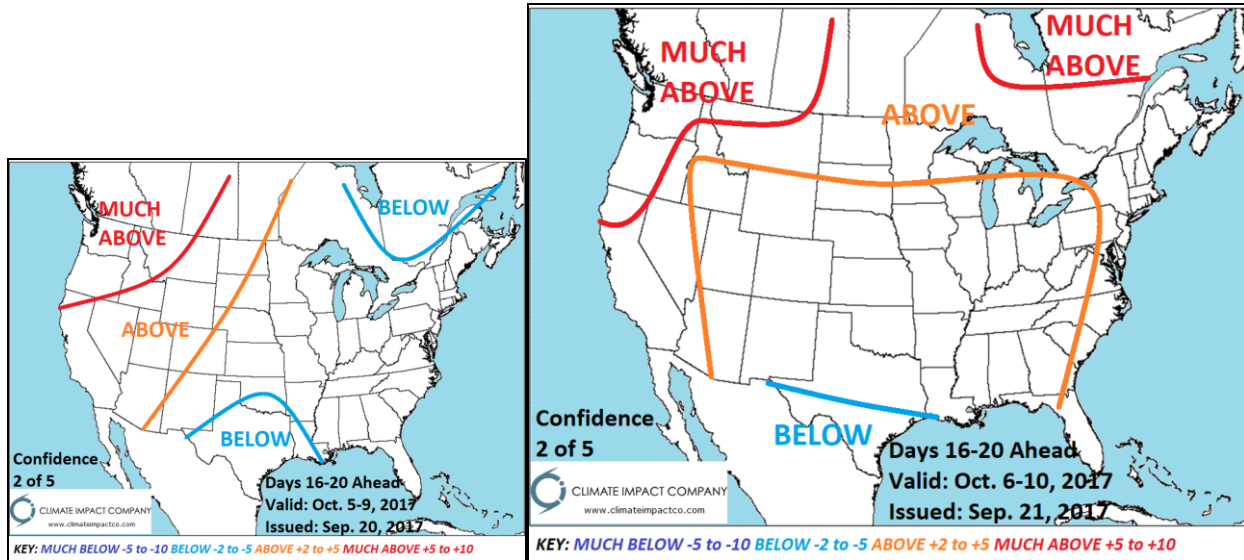 MUCH
ABOVE
BELOW
ABOVE
BELOW
Confidence
2 of 5
Days 16-20 Ahead
Valid: Oct. 5-9, 2017
Issued: Sep. 20, 2017
CLIMATE IMPACT COMPANY
www.climateimpactco.com
KEY: MUCH BELOW -5 to -10 BELOW -2 to -5 ABOVE +2 to +5 MUCH ABOVE +5 to +10
MUCH
ABOVE
MUCH
ABOVE
ABOVE
BELOW
Confidence
2 of 5
Days 16-20 Ahead
Valid: Oct. 6-10, 2017
Issued: Sep. 21, 2017
CLIMATE IMPACT COMPANY
www.climateimpactco.com
KEY: MUCH BELOW -5 to -10 BELOW -2 to -5 ABOVE +2 to +5 MUCH ABOVE +5 to +10